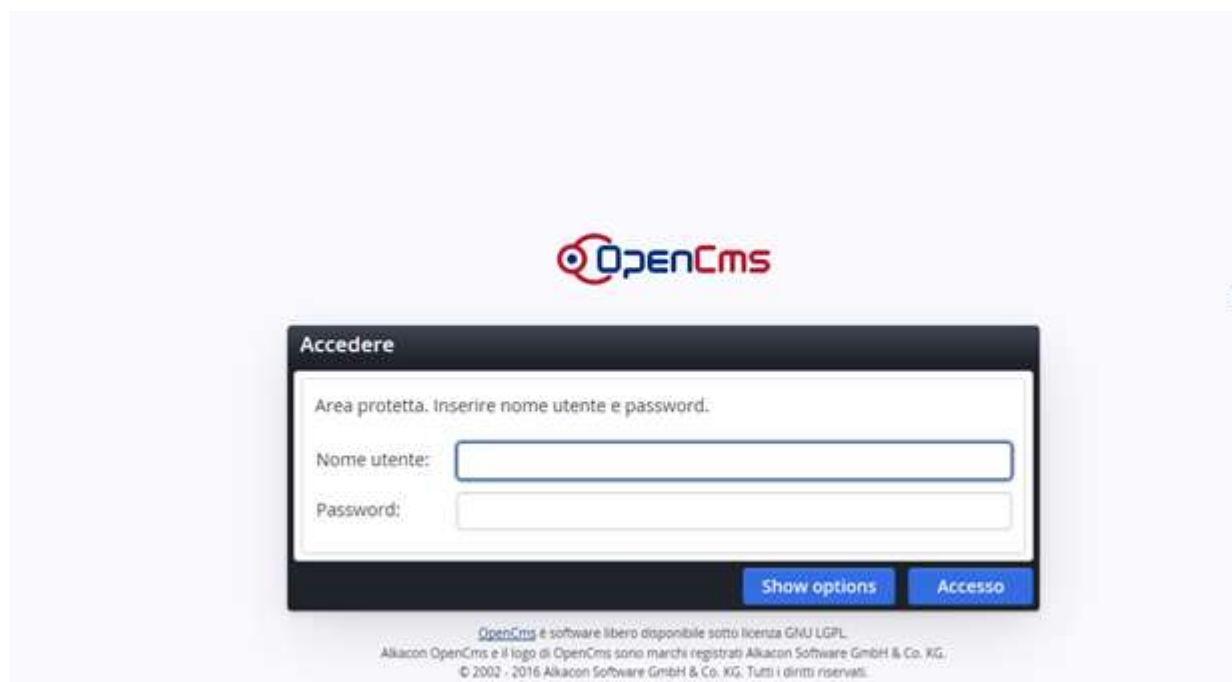 OpenCms
Accedere
Area protetta. Inserire nome utente e password.
Nome utente:
Password:
Show options Accesso
OpenCms è software libero disponibile sotto licenza GNU LGPL.
Alkacon OpenCms e il logo di OpenCms sono marchi registrati Alkacon Software GmbH & Co. KG.
© 2002 - 2016 Alkacon Software GmbH & Co. KG. Tutti i diritti riservati.